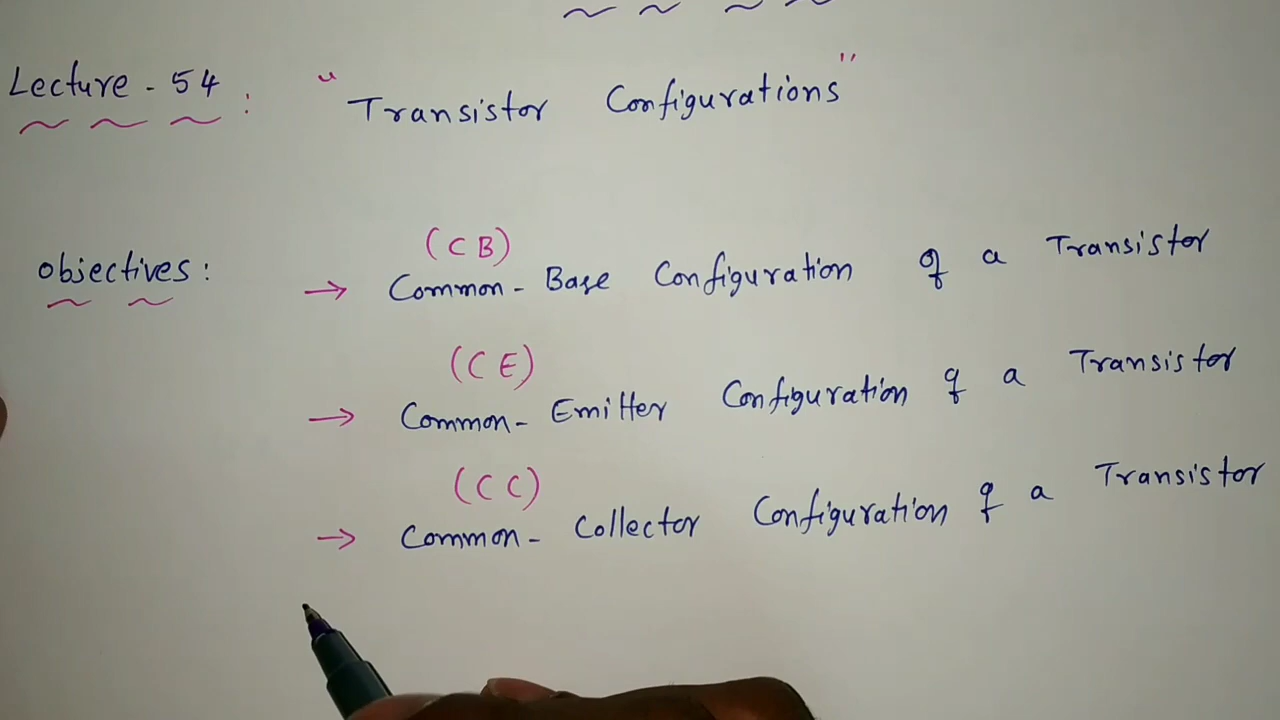 Lecture - 54 : "Transistor Configurations"
Objectives :
(CB)
→ Common - Base Configuration of a Transistor
(CE)
→ Common - Emitter Configuration of a Transistor
(CC)
→ Common - Collector Configuration of a Transistor